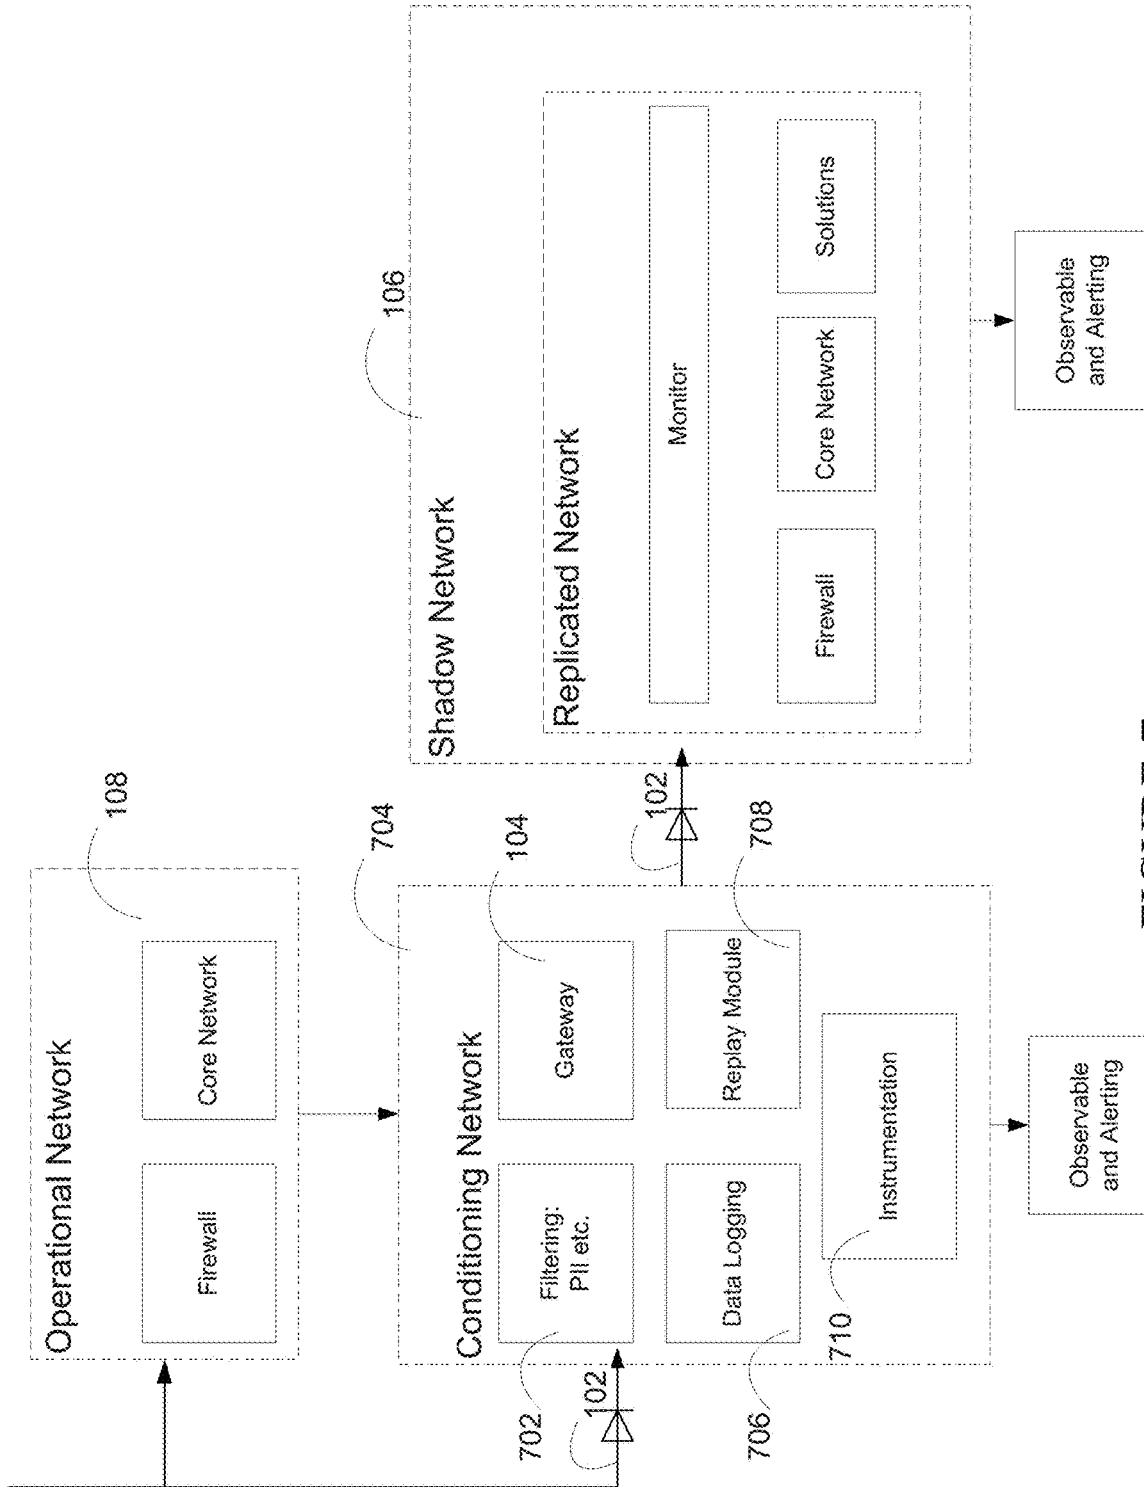 Operational Network
108
Firewall
Core Network
704
Conditioning Network
104
Filtering:
PII etc.
Gateway
702
102
Data Logging
Replay Module
706
708
Instrumentation
710
Observable
and Alerting
102
106
Shadow Network
Replicated Network
Monitor
Firewall
Core Network
Solutions
Observable
and Alerting